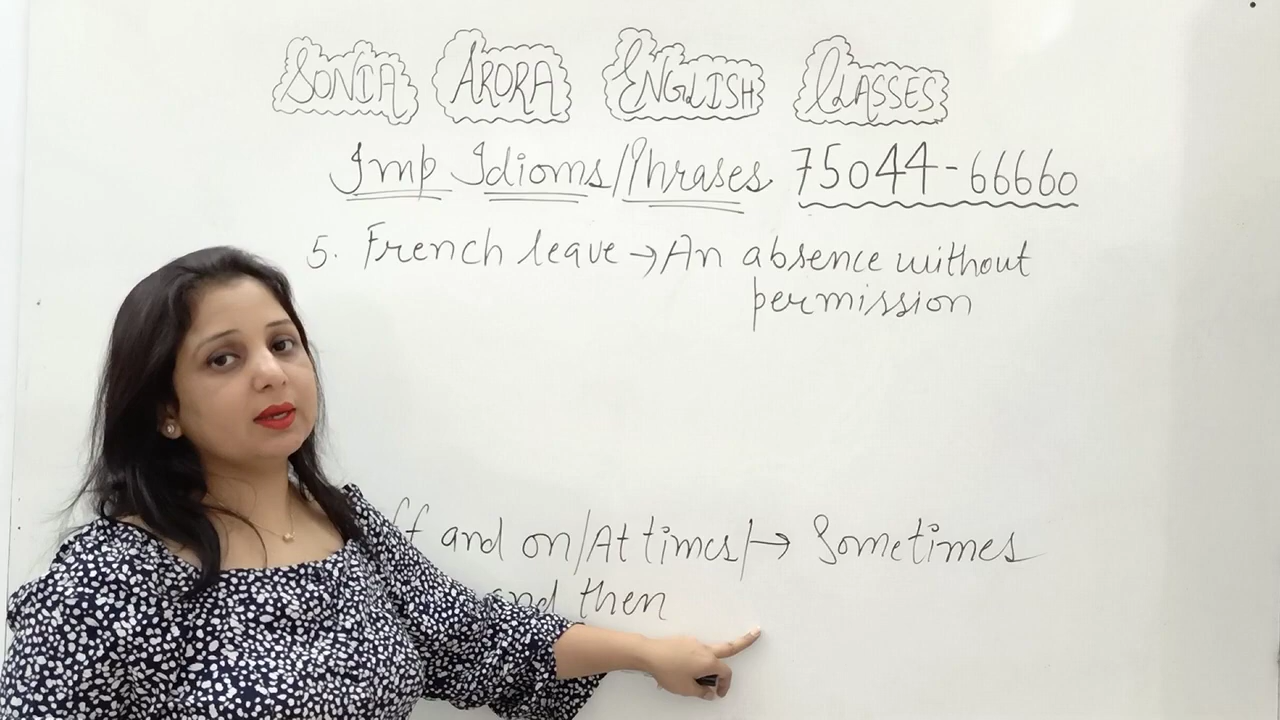 SONIA ARORA ENGLISH CLASSES
Imp Idioms/Phrases 75044-66660
5. French leave → An absence without
permission
and on/At times/→ Sometimes
and then